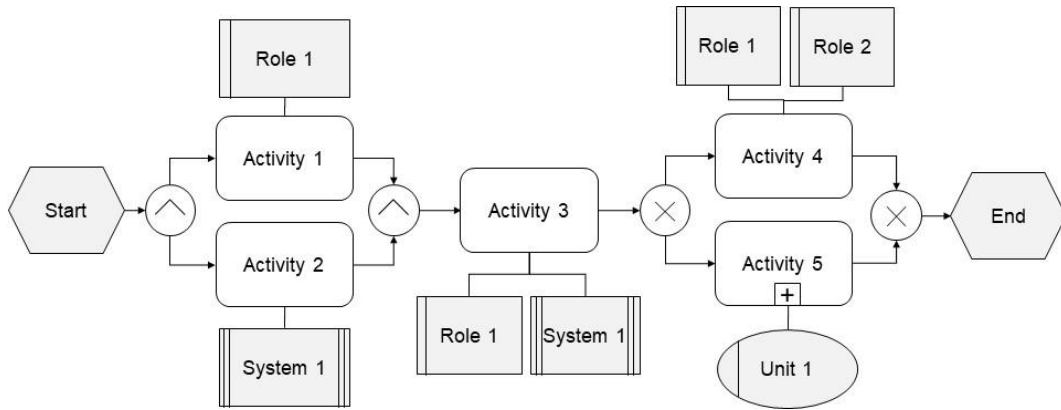 Role 1
Role 1
Role 2
Activity 1
Activity 4
Start
Activity 3
End
Activity 2
Activity 5
Role 1
System 1
System 1
Unit 1